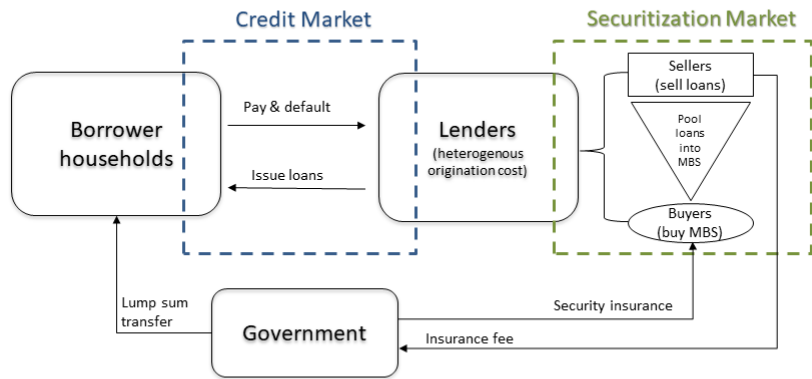 Credit Market
Securitization Market
Sellers
(sell loans)
Pay & default
Borrower
households
Lenders
(heterogenous
origination cost)
Pool
loans
into
MBS
Issue loans
Buyers
(buy MBS)
Lump sum
transfer
Security insurance
Government
Insurance fee